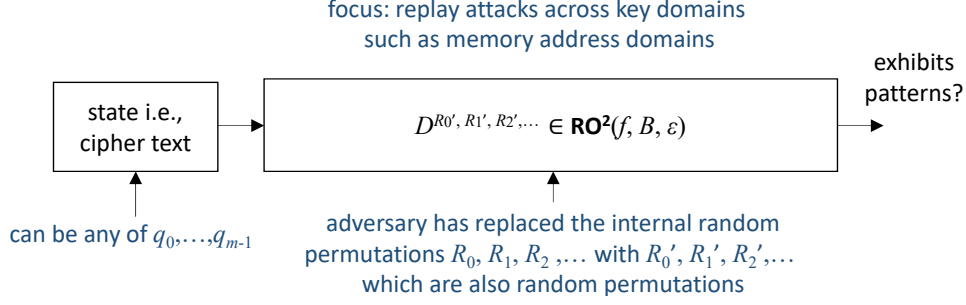 focus: replay attacks across key domains
such as memory address domains
exhibits
patterns?
state i.e.,
cipher text
D^{R0′, R1′, R2′,…} ∈ RO²(f, B, ε)
can be any of q₀,…,qₘ₋₁
adversary has replaced the internal random
permutations R₀, R₁, R₂ ,… with R₀′, R₁′, R₂′,…
which are also random permutations